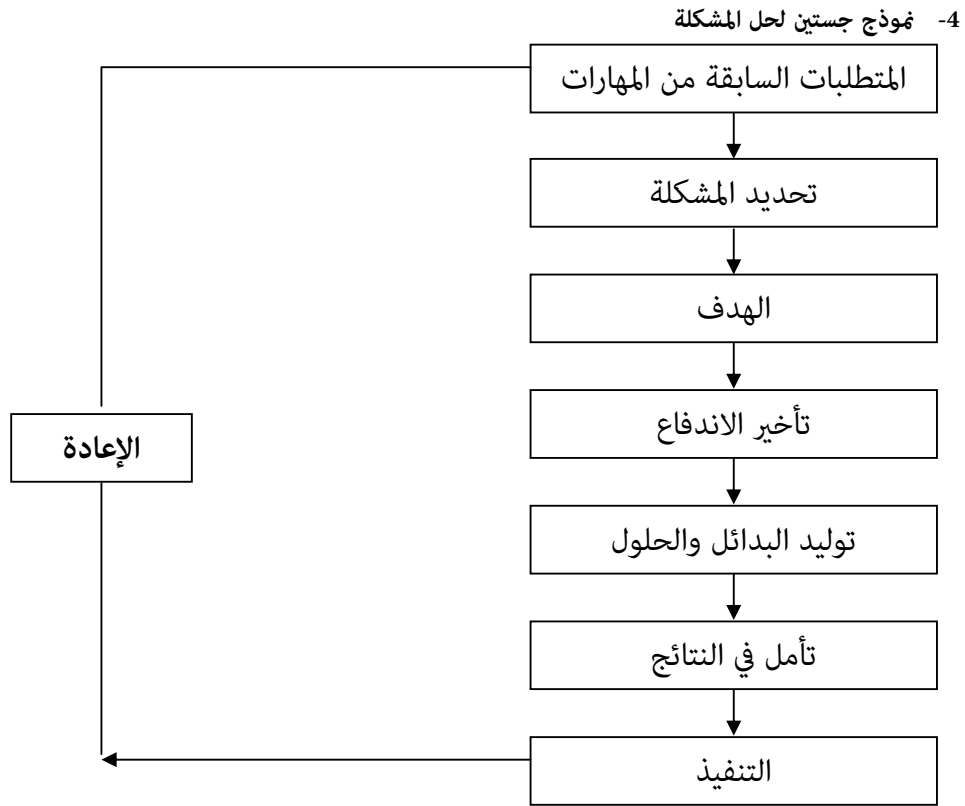 4- نموذج جستين لحل المشكلة
المتطلبات السابقة من المهارات
تحديد المشكلة
الهدف
تأخير الاندفاع
الإعادة
توليد البدائل والحلول
تأمل في النتائج
التنفيذ